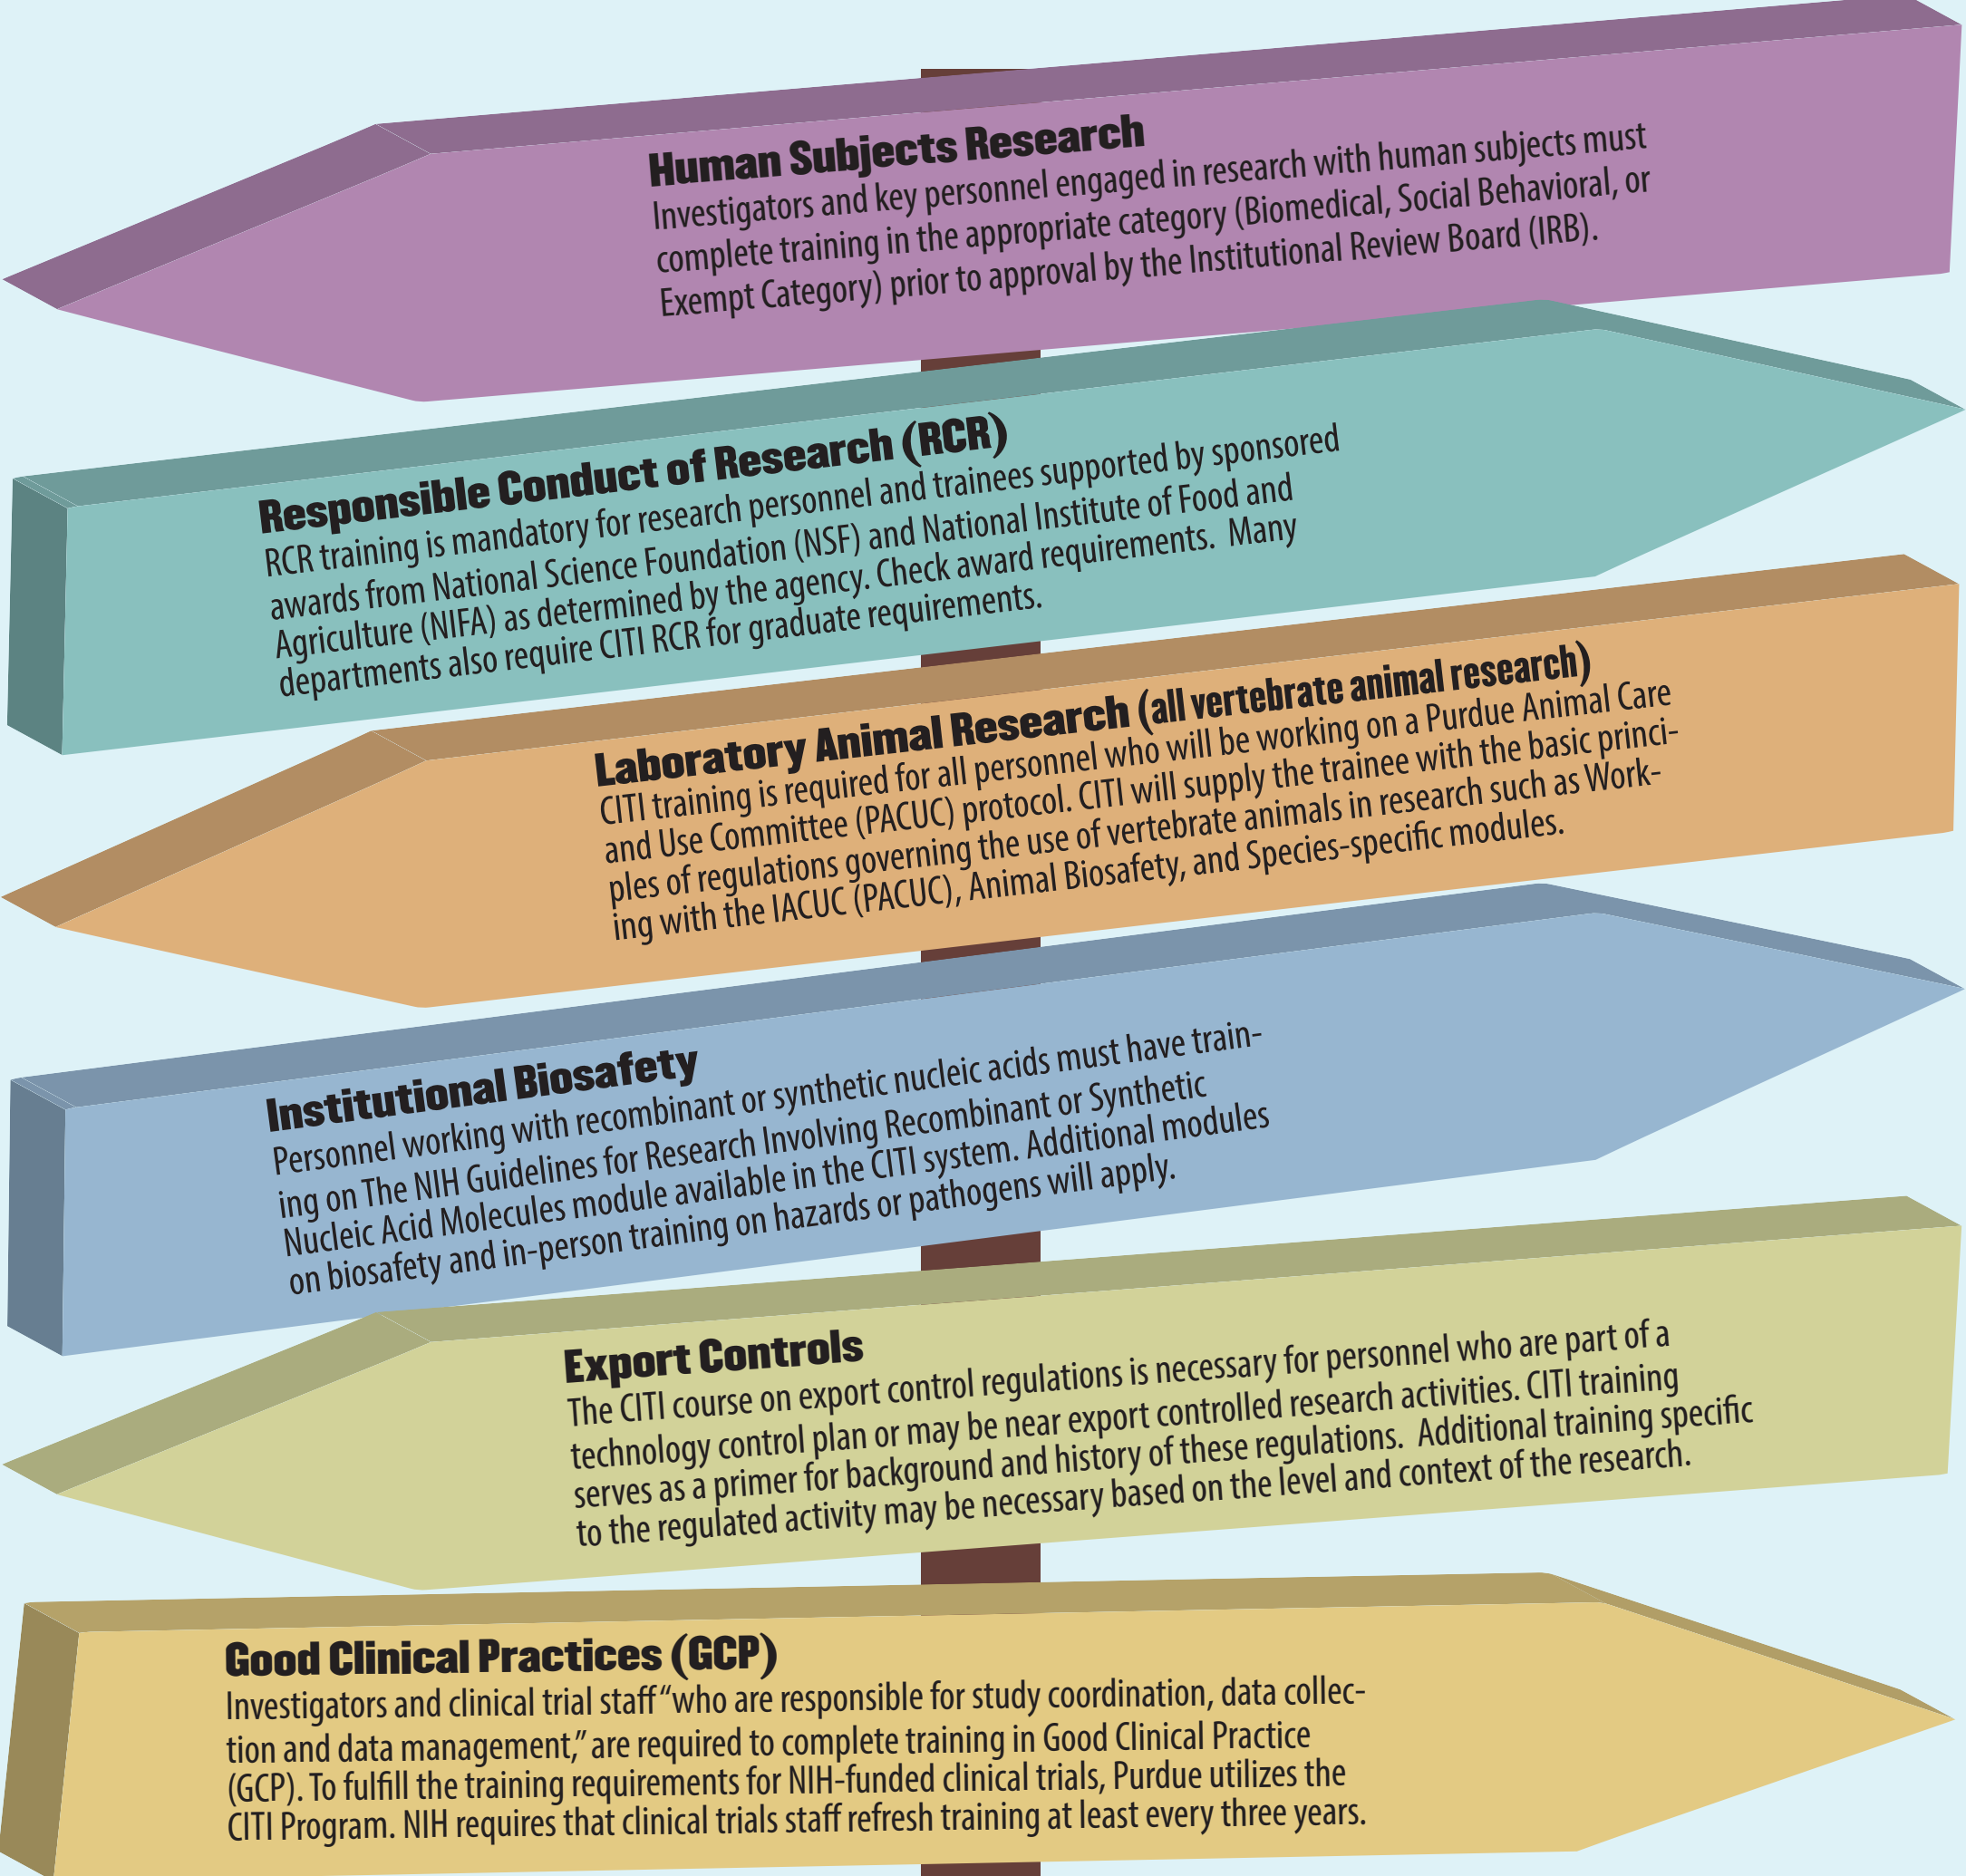 Human Subjects Research
Investigators and key personnel engaged in research with human subjects must
complete training in the appropriate category (Biomedical, Social Behavioral, or
Exempt Category) prior to approval by the Institutional Review Board (IRB).
Responsible Conduct of Research (RCR)
RCR training is mandatory for research personnel and trainees supported by sponsored
awards from National Science Foundation (NSF) and National Institute of Food and
Agriculture (NIFA) as determined by the agency. Check award requirements.  Many
departments also require CITI RCR for graduate requirements.
Laboratory Animal Research (all vertebrate animal research)
CITI training is required for all personnel who will be working on a Purdue Animal Care
and Use Committee (PACUC) protocol. CITI will supply the trainee with the basic princi-
ples of regulations governing the use of vertebrate animals in research such as Work-
ing with the IACUC (PACUC), Animal Biosafety, and Species-specific modules.
Institutional Biosafety
Personnel working with recombinant or synthetic nucleic acids must have train-
ing on The NIH Guidelines for Research Involving Recombinant or Synthetic
Nucleic Acid Molecules module available in the CITI system. Additional modules
on biosafety and in-person training on hazards or pathogens will apply.
Export Controls
The CITI course on export control regulations is necessary for personnel who are part of a
technology control plan or may be near export controlled research activities. CITI training
serves as a primer for background and history of these regulations.  Additional training specific
to the regulated activity may be necessary based on the level and context of the research.
Good Clinical Practices (GCP)
Investigators and clinical trial staff “who are responsible for study coordination, data collec-
tion and data management,” are required to complete training in Good Clinical Practice
(GCP). To fulfill the training requirements for NIH-funded clinical trials, Purdue utilizes the
CITI Program. NIH requires that clinical trials staff refresh training at least every three years.